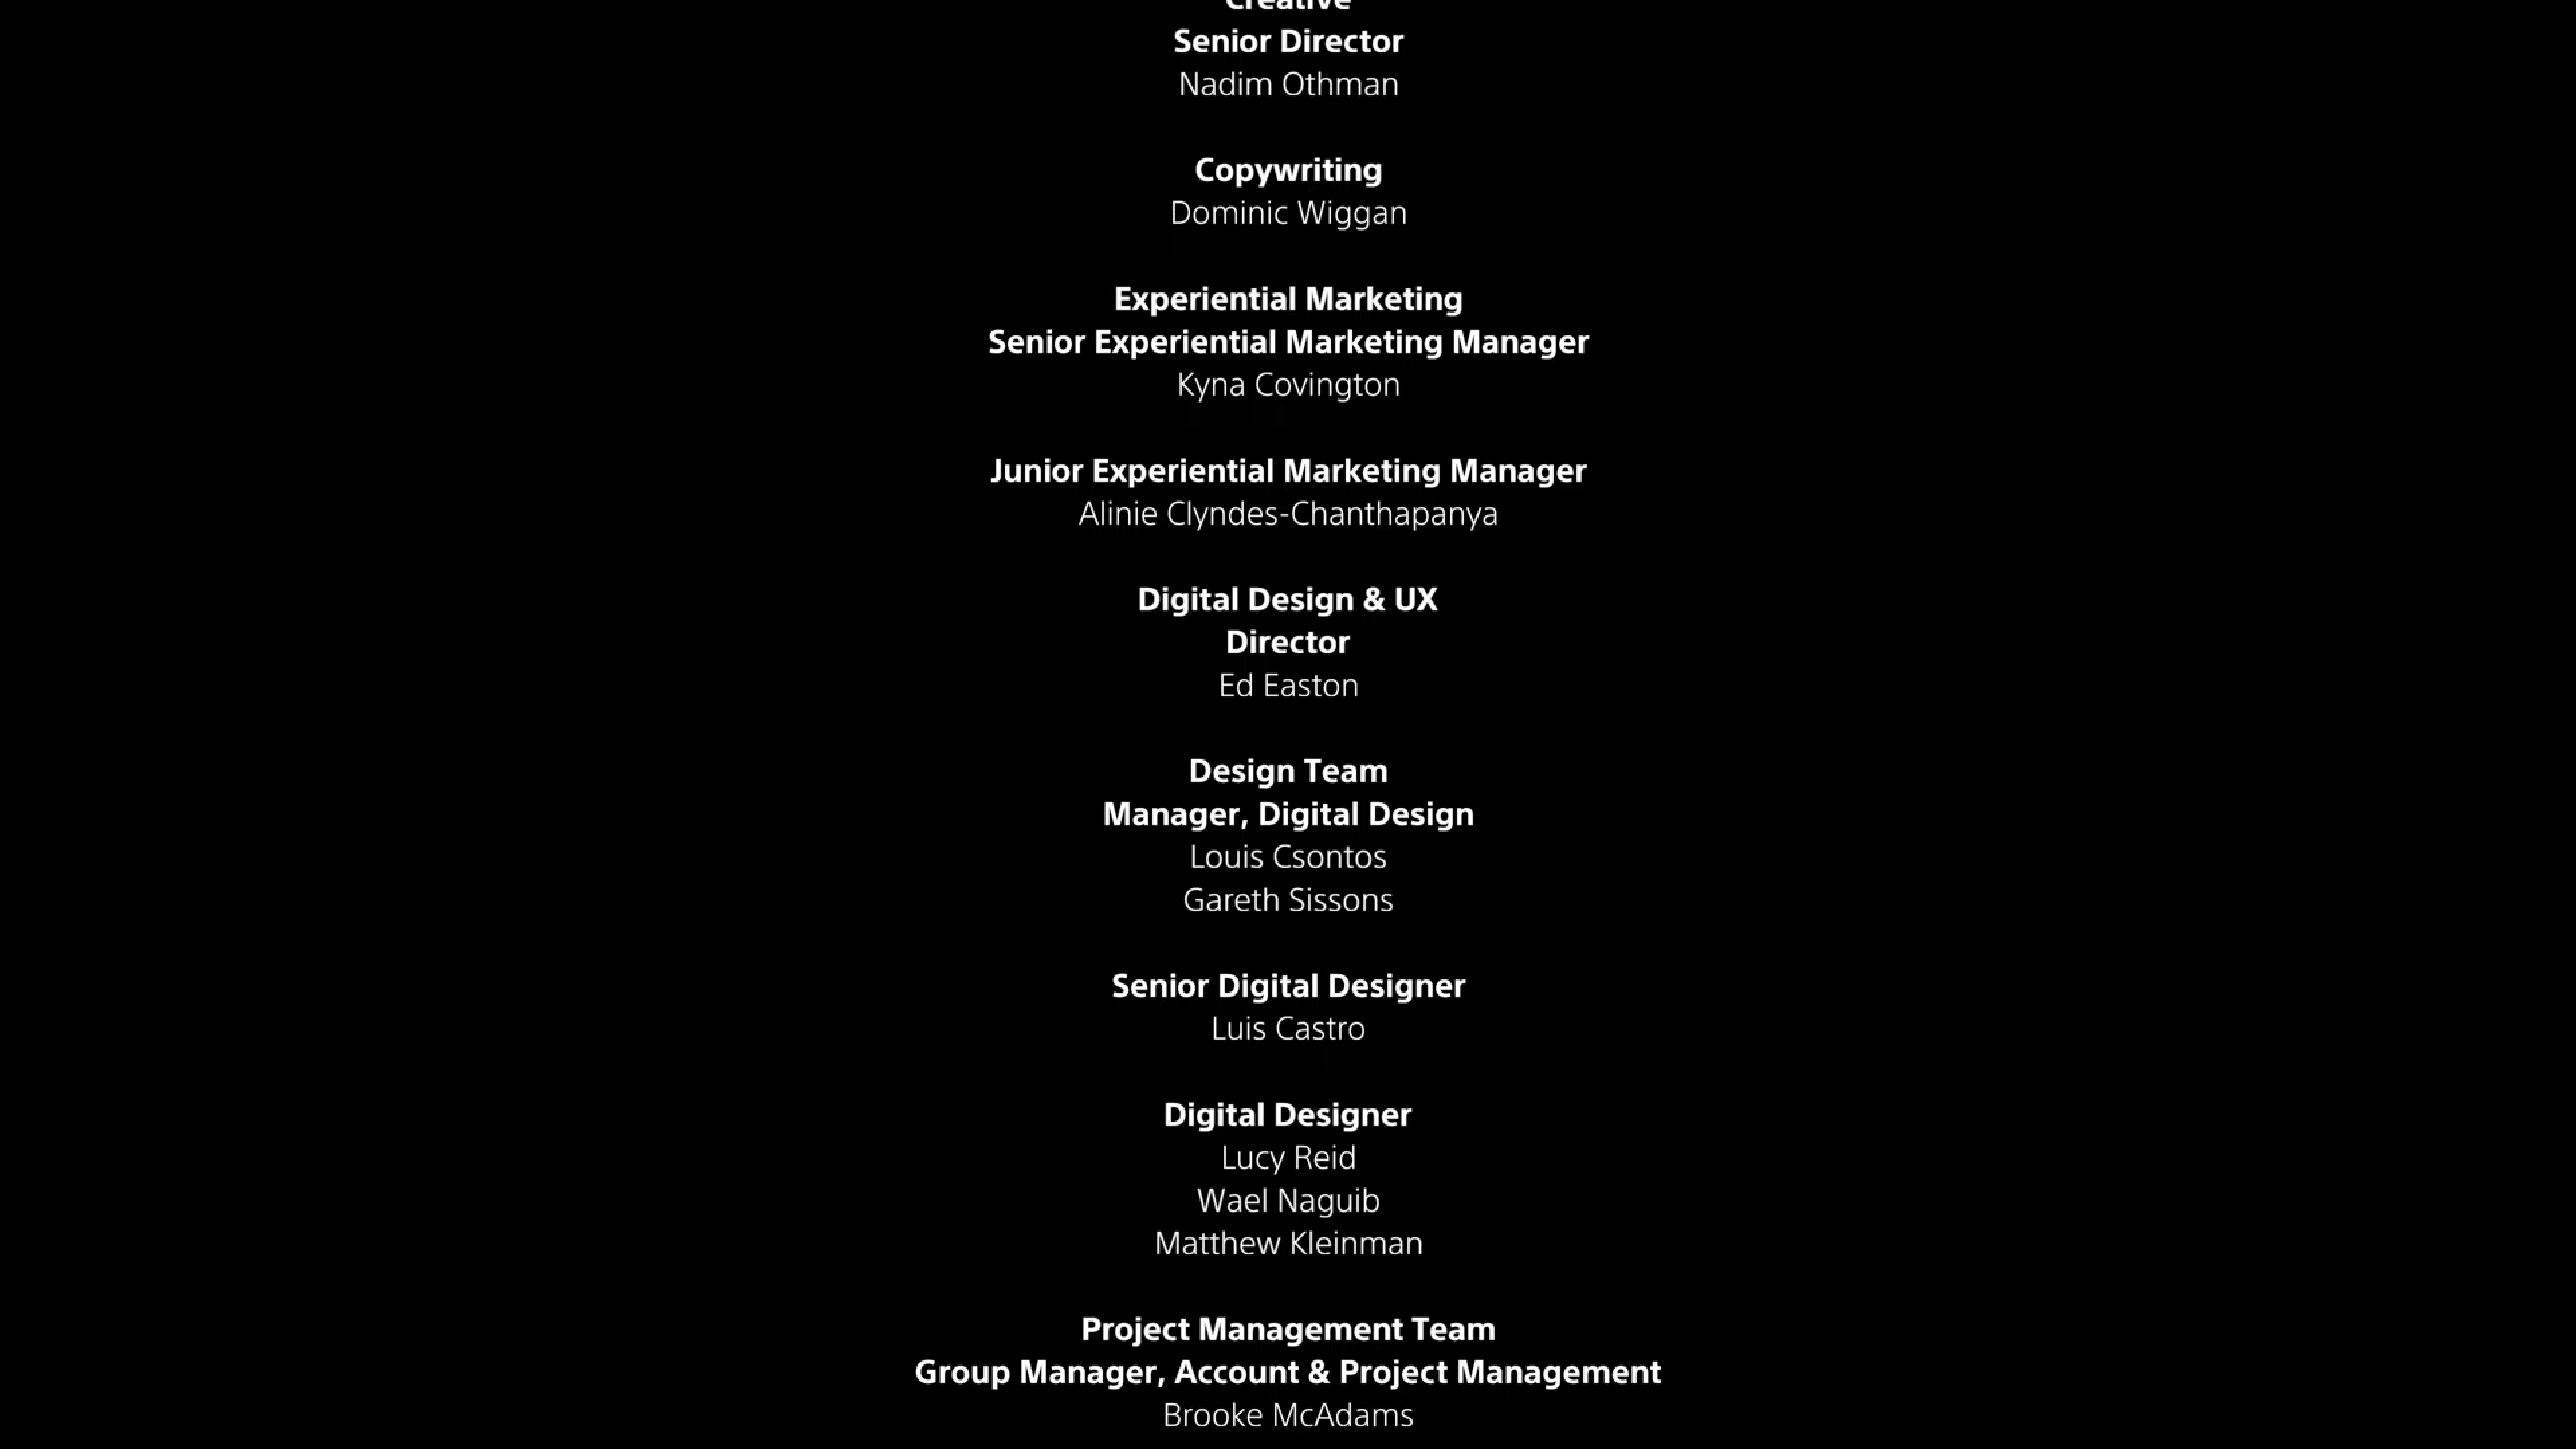 Creative
Senior Director
Nadim Othman
Copywriting
Dominic Wiggan
Experiential Marketing
Senior Experiential Marketing Manager
Kyna Covington
Junior Experiential Marketing Manager
Alinie Clyndes-Chanthapanya
Digital Design & UX
Director
Ed Easton
Design Team
Manager, Digital Design
Louis Csontos
Gareth Sissons
Senior Digital Designer
Luis Castro
Digital Designer
Lucy Reid
Wael Naguib
Matthew Kleinman
Project Management Team
Group Manager, Account & Project Management
Brooke McAdams